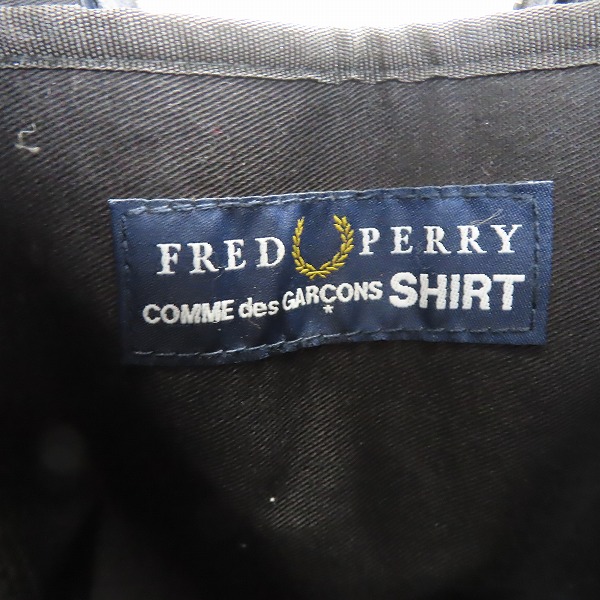 FRED PERRY
COMME des GARÇONS SHIRT
*